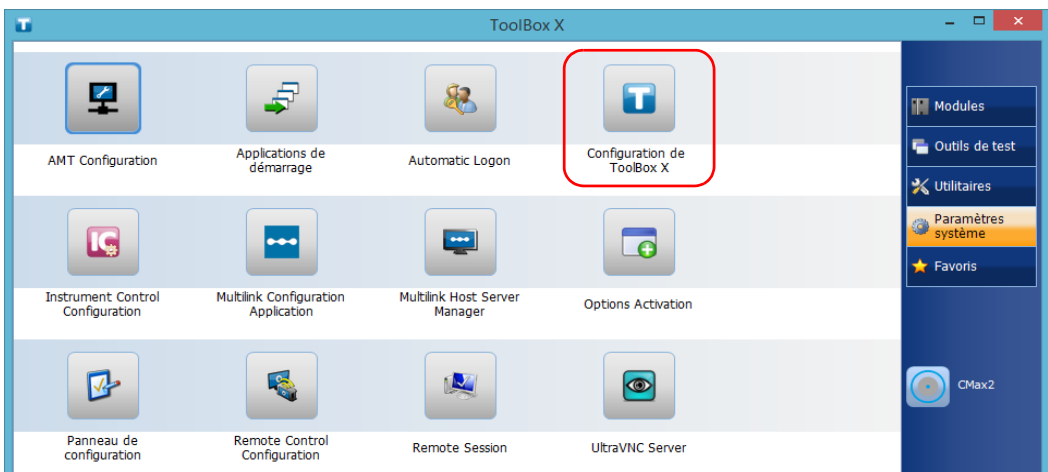 ToolBox X
AMT Configuration
Applications de
démarrage
Automatic Logon
Configuration de
ToolBox X
Instrument Control
Configuration
Multilink Configuration
Application
Multilink Host Server
Manager
Options Activation
Panneau de
configuration
Remote Control
Configuration
Remote Session
UltraVNC Server
Modules
Outils de test
Utilitaires
Paramètres
système
Favoris
CMax2